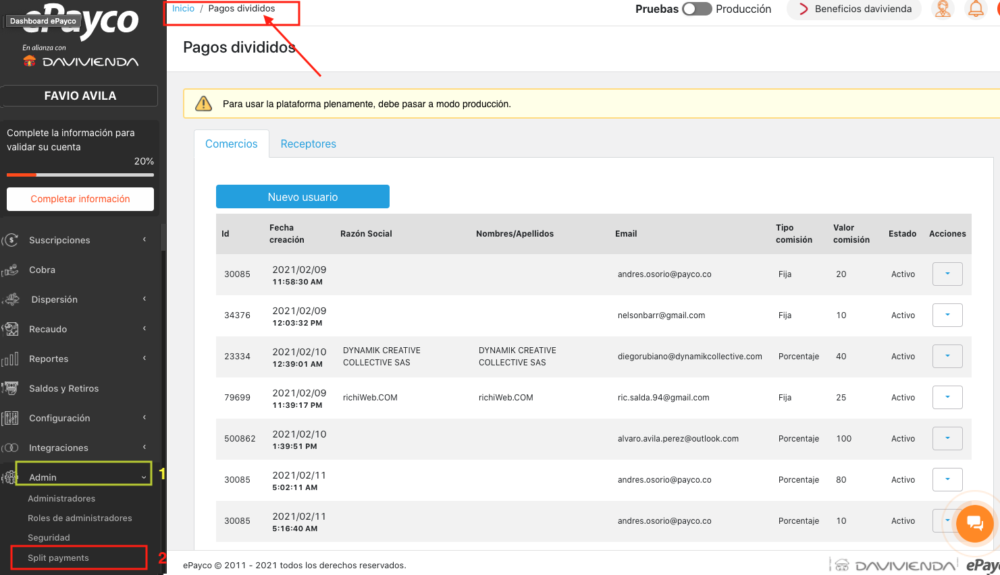 Dashboard ePayco
ePayco
En alianza con
DAVIVIENDA
FAVIO AVILA
Complete la información para
validar su cuenta
20%
Completar información
Suscripciones
Cobra
Dispersión
Recaudo
Reportes
Saldos y Retiros
Configuración
Integraciones
Admin
1
Administradores
Roles de administradores
Seguridad
Split payments
2
Inicio / Pagos divididos
Pruebas Producción
Beneficios davivienda
Pagos divididos
Para usar la plataforma plenamente, debe pasar a modo producción.
Comercios Receptores
Nuevo usuario
Id Fecha creación Razón Social Nombres/Apellidos Email Tipo comisión Valor comisión Estado Acciones
30085 2021/02/09 11:58:30 AM andres.osorio@payco.co Fija 20 Activo
34376 2021/02/09 12:03:32 PM nelsonbarr@gmail.com Fija 10 Activo
23334 2021/02/10 12:39:01 AM DYNAMIK CREATIVE COLLECTIVE SAS DYNAMIK CREATIVE COLLECTIVE SAS diegorubiano@dynamikcollective.com Porcentaje 40 Activo
79699 2021/02/09 11:39:17 PM richiWeb.COM richiWeb.COM ric.salda.94@gmail.com Fija 25 Activo
500862 2021/02/10 1:39:51 PM alvaro.avila.perez@outlook.com Porcentaje 100 Activo
30085 2021/02/11 5:02:11 AM andres.osorio@payco.co Porcentaje 80 Activo
30085 2021/02/11 5:16:40 AM andres.osorio@payco.co Porcentaje 10 Activo
ePayco © 2011 - 2021 todos los derechos reservados.
DAVIVIENDA
ePay